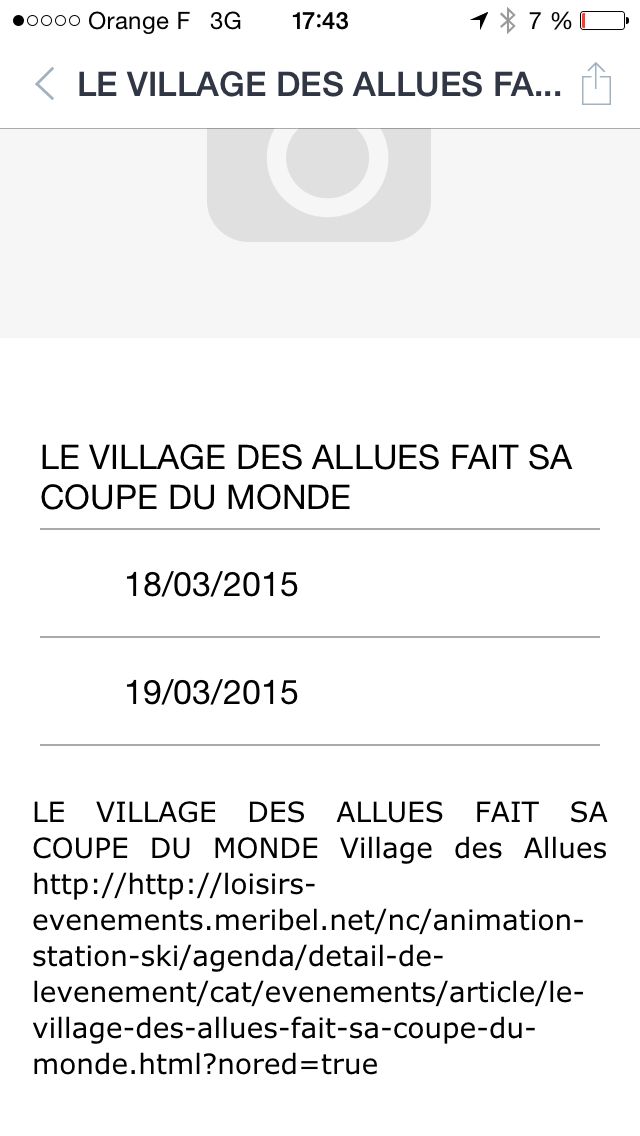 Orange F 3G 17:43 7 %
LE VILLAGE DES ALLUES FA...
LE VILLAGE DES ALLUES FAIT SA
COUPE DU MONDE
18/03/2015
19/03/2015
LE VILLAGE DES ALLUES FAIT SA
COUPE DU MONDE Village des Allues
http://http://loisirs-
evenements.meribel.net/nc/animation-
station-ski/agenda/detail-de-
levenement/cat/evenements/article/le-
village-des-allues-fait-sa-coupe-du-
monde.html?nored=true